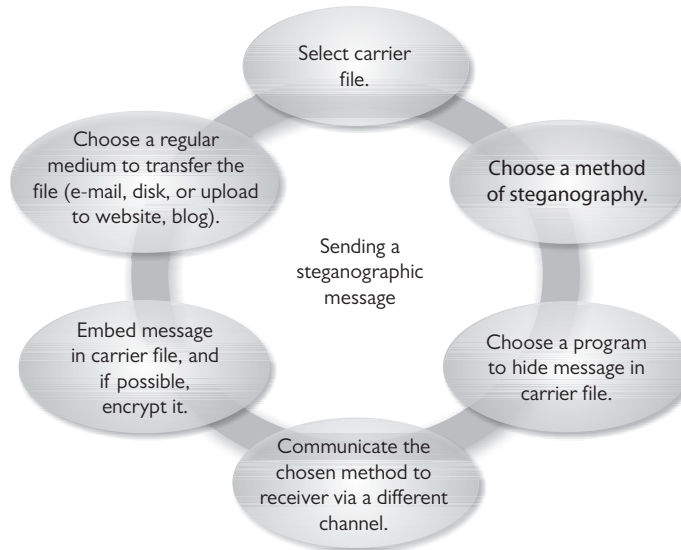 Select carrier
file.
Choose a method
of steganography.
Choose a program
to hide message in
carrier file.
Communicate the
chosen method to
receiver via a different
channel.
Embed message
in carrier file, and
if possible,
encrypt it.
Choose a regular
medium to transfer the
file (e-mail, disk, or upload
to website, blog).
Sending a
steganographic
message